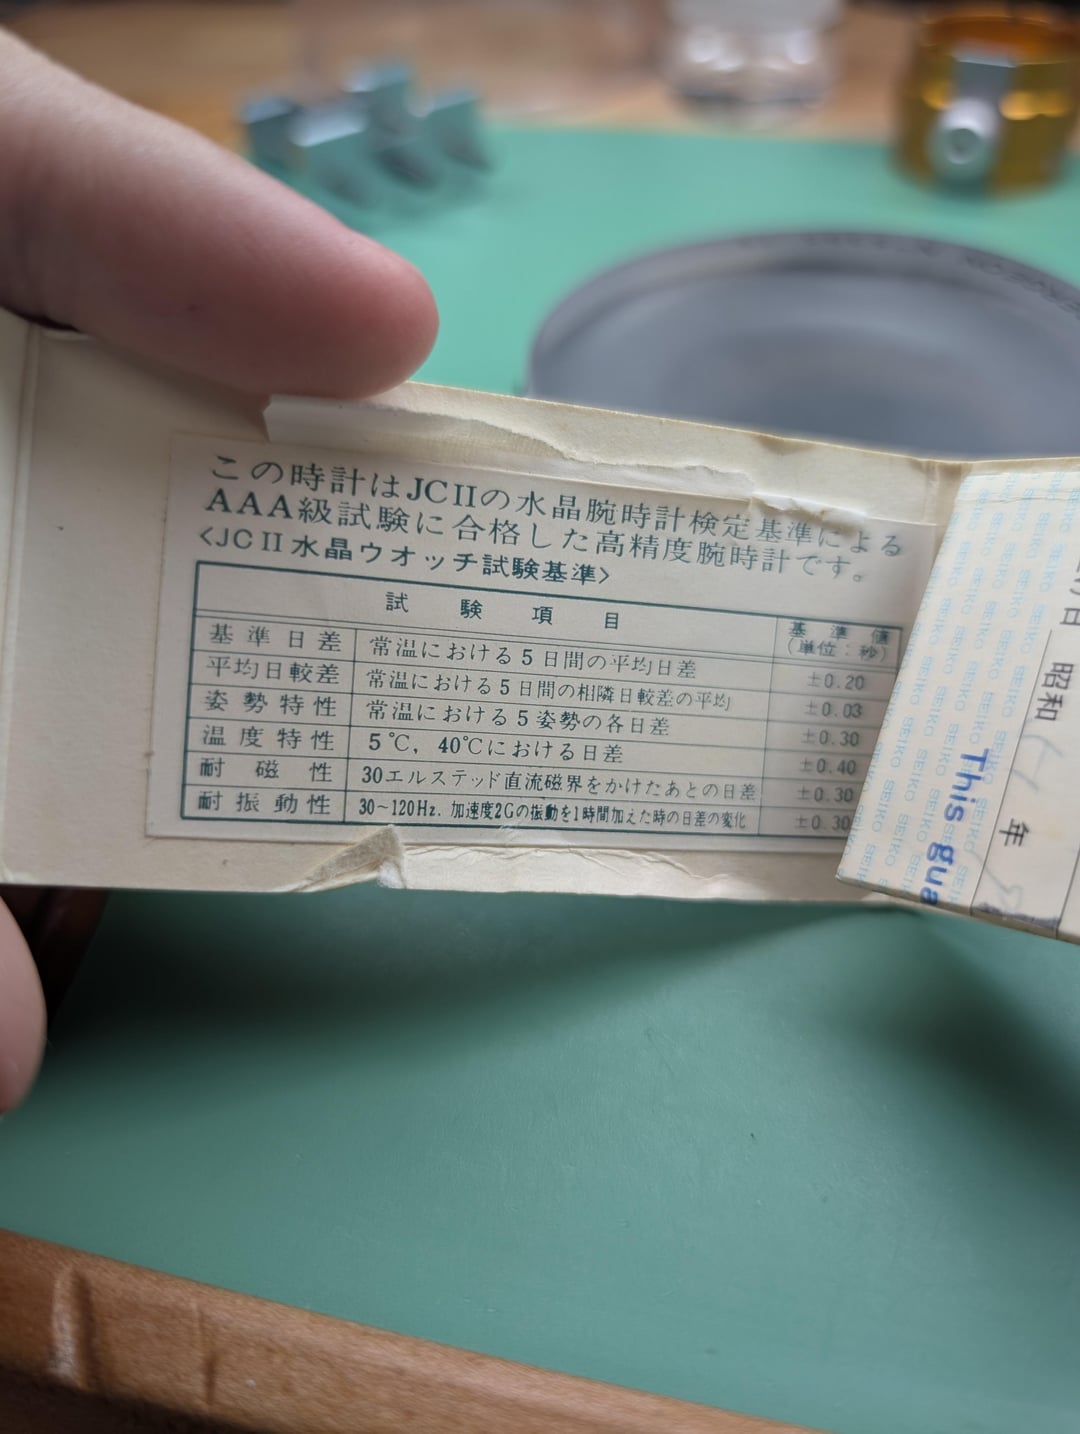 この時計はJCIIの水晶腕時計検定基準による
AAA級試験に合格した高精度腕時計です。
<JCII水晶ウオッチ試験基準>
試験項目 基準値(単位:秒)
基準日差 常温における5日間の平均日差 ±0.20
平均日較差 常温における5日間の相隣日較差の平均 ±0.03
姿勢特性 常温における5姿勢の各日差 ±0.30
温度特性 5℃, 40℃における日差 ±0.40
耐磁性 30エルステッド直流磁界をかけたあとの日差 ±0.30
耐振動性 30~120Hz. 加速度2Gの振動を1時間加えた時の日差の変化 ±0.30
SEIKO SEIKO SEIKO SEIKO
This gua
日 昭和 年